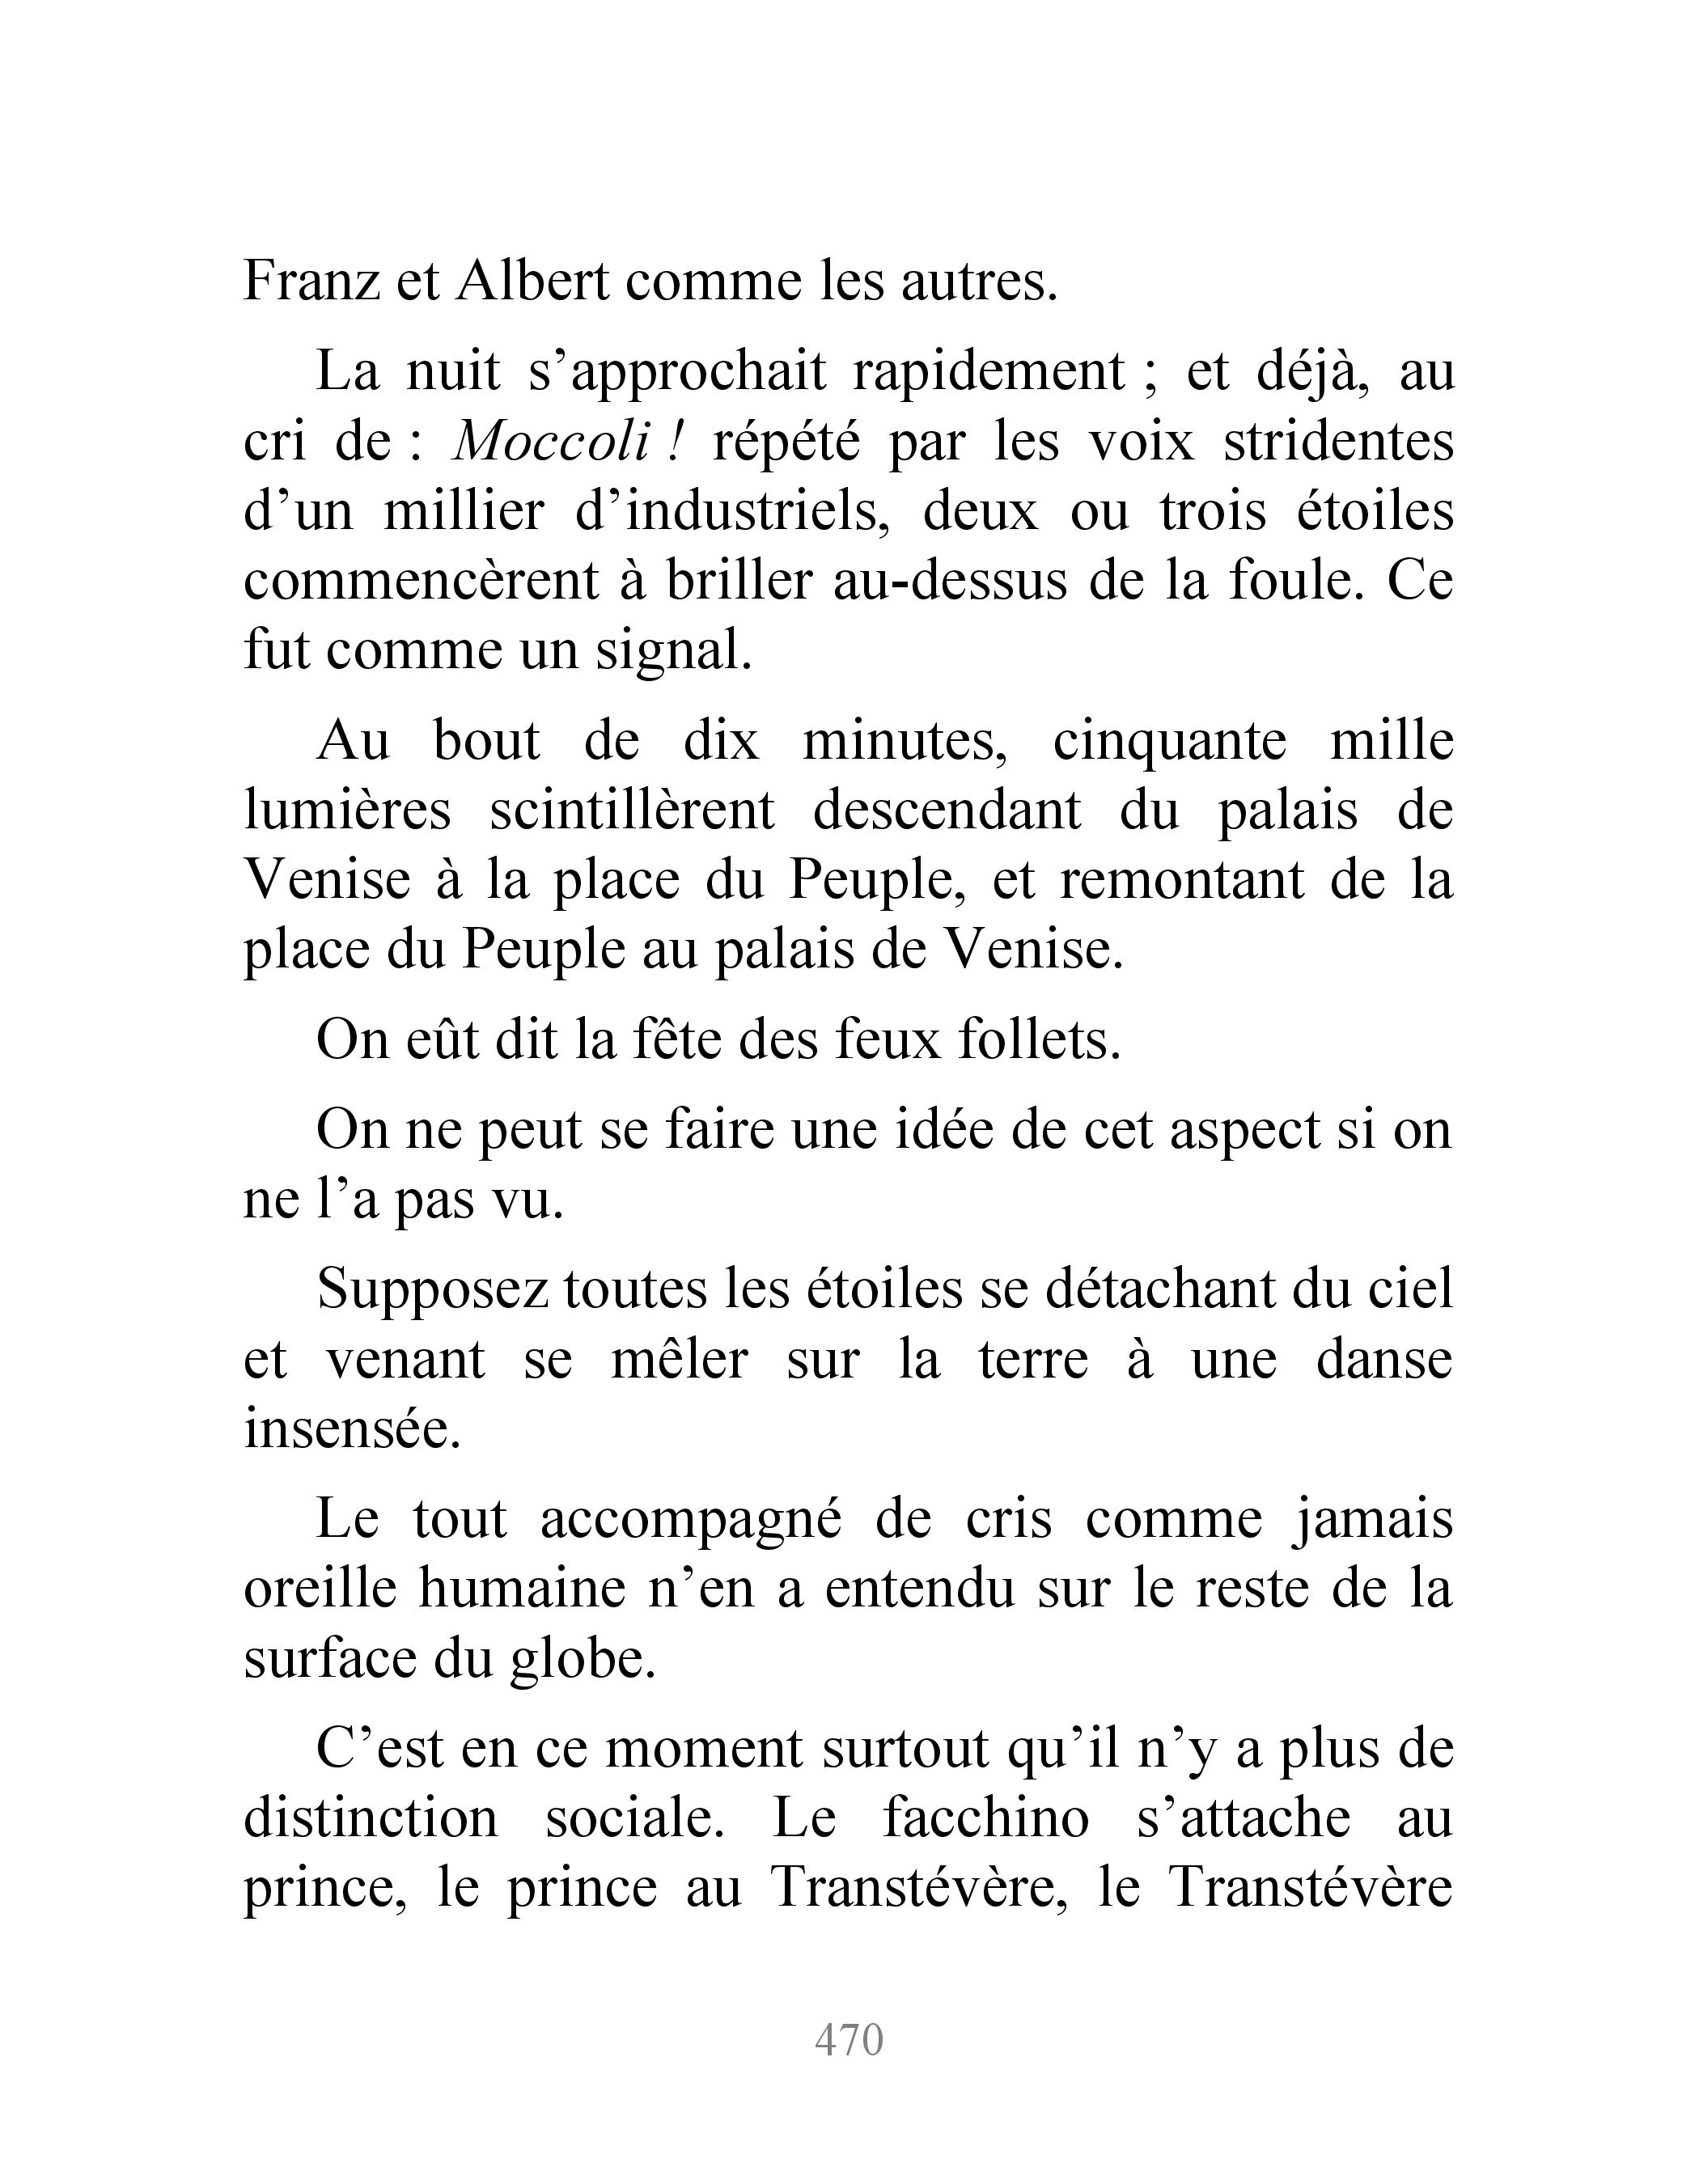 Franz et Albert comme les autres.
La nuit s’approchait rapidement ; et déjà, au
cri de : Moccoli ! répété par les voix stridentes
d’un millier d’industriels, deux ou trois étoiles
commencèrent à briller au-dessus de la foule. Ce
fut comme un signal.
Au bout de dix minutes, cinquante mille
lumières scintillèrent descendant du palais de
Venise à la place du Peuple, et remontant de la
place du Peuple au palais de Venise.
On eût dit la fête des feux follets.
On ne peut se faire une idée de cet aspect si on
ne l’a pas vu.
Supposez toutes les étoiles se détachant du ciel
et venant se mêler sur la terre à une danse
insensée.
Le tout accompagné de cris comme jamais
oreille humaine n’en a entendu sur le reste de la
surface du globe.
C’est en ce moment surtout qu’il n’y a plus de
distinction sociale. Le facchino s’attache au
prince, le prince au Transtévère, le Transtévère
470